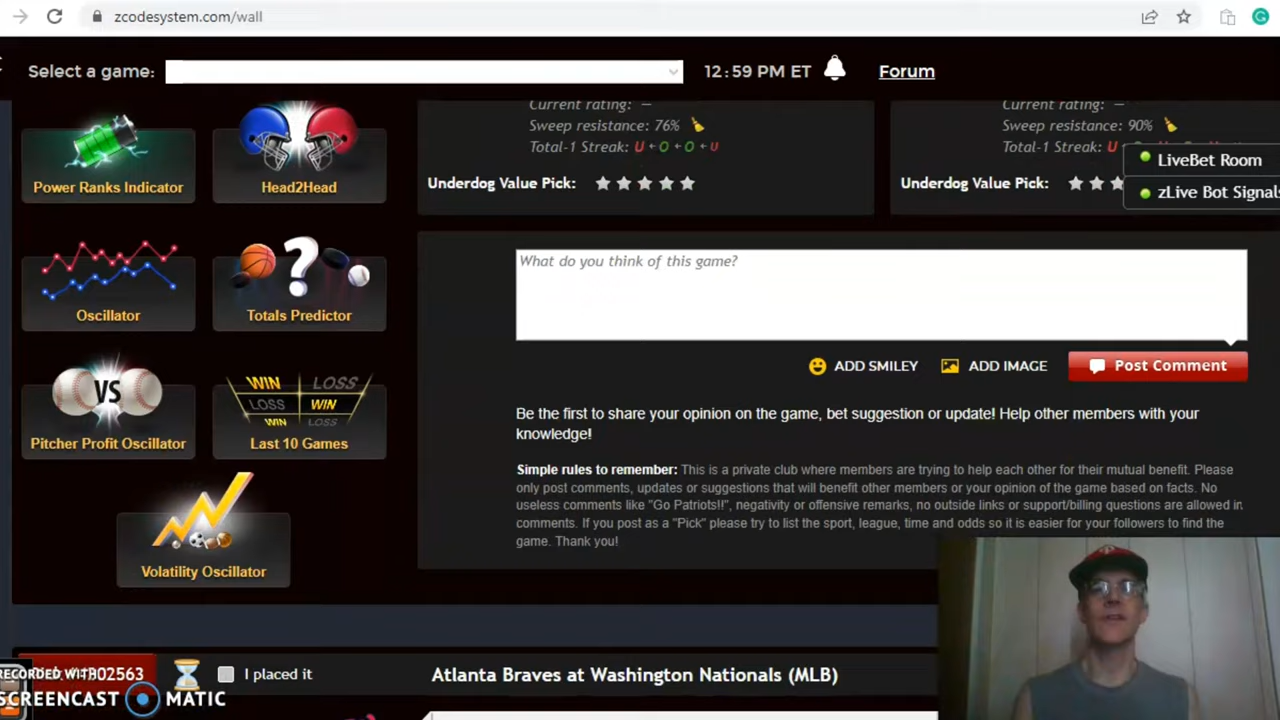 zcodesystem.com/wall
Select a game:
12:59 PM ET
Forum
Power Ranks Indicator
Head2Head
Oscillator
Totals Predictor
VS
Pitcher Profit Oscillator
WIN LOSS
LOSS WIN
WIN LOSS
Last 10 Games
Volatility Oscillator
Current rating: —
Sweep resistance: 76%
Total-1 Streak: U ← O ← O ← U
Underdog Value Pick:
Current rating: —
Sweep resistance: 90%
Total-1 Streak: U
Underdog Value Pick:
LiveBet Room
zLive Bot Signals
What do you think of this game?
ADD SMILEY
ADD IMAGE
Post Comment
Be the first to share your opinion on the game, bet suggestion or update! Help other members with your
knowledge!
Simple rules to remember: This is a private club where members are trying to help each other for their mutual benefit. Please
only post comments, updates or suggestions that will benefit other members or your opinion of the game based on facts. No
useless comments like "Go Patriots!!", negativity or offensive remarks, no outside links or support/billing questions are allowed in
comments. If you post as a "Pick" please try to list the sport, league, time and odds so it is easier for your followers to find the
game. Thank you!
I placed it
Atlanta Braves at Washington Nationals (MLB)
RECORDED WITH
SCREENCAST MATIC